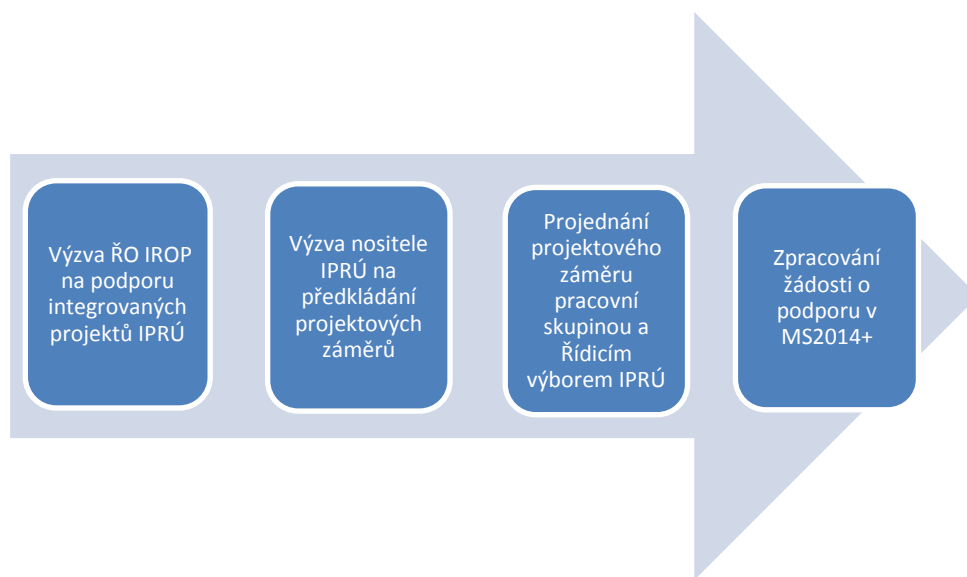 Výzva ŘO IROP
na podporu
integrovaných
projektů IPRÚ
Výzva nositele
IPRÚ na
předkládání
projektových
záměrů
Projednání
projektového
záměru
pracovní
skupinou a
Řídicím
výborem IPRÚ
Zpracování
žádosti o
podporu v
MS2014+